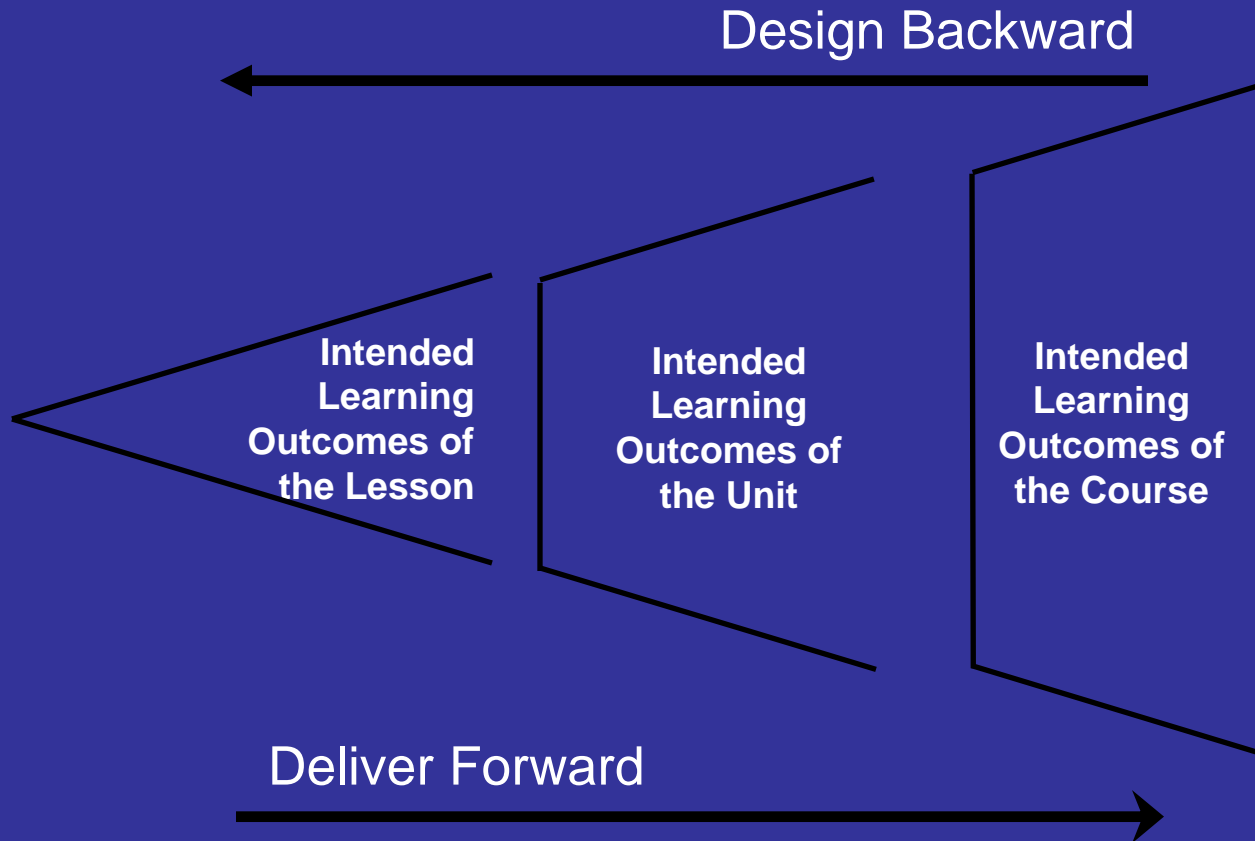 Design Backward
Intended
Learning
Outcomes of
the Lesson
Intended
Learning
Outcomes of
the Unit
Intended
Learning
Outcomes of
the Course
Deliver Forward